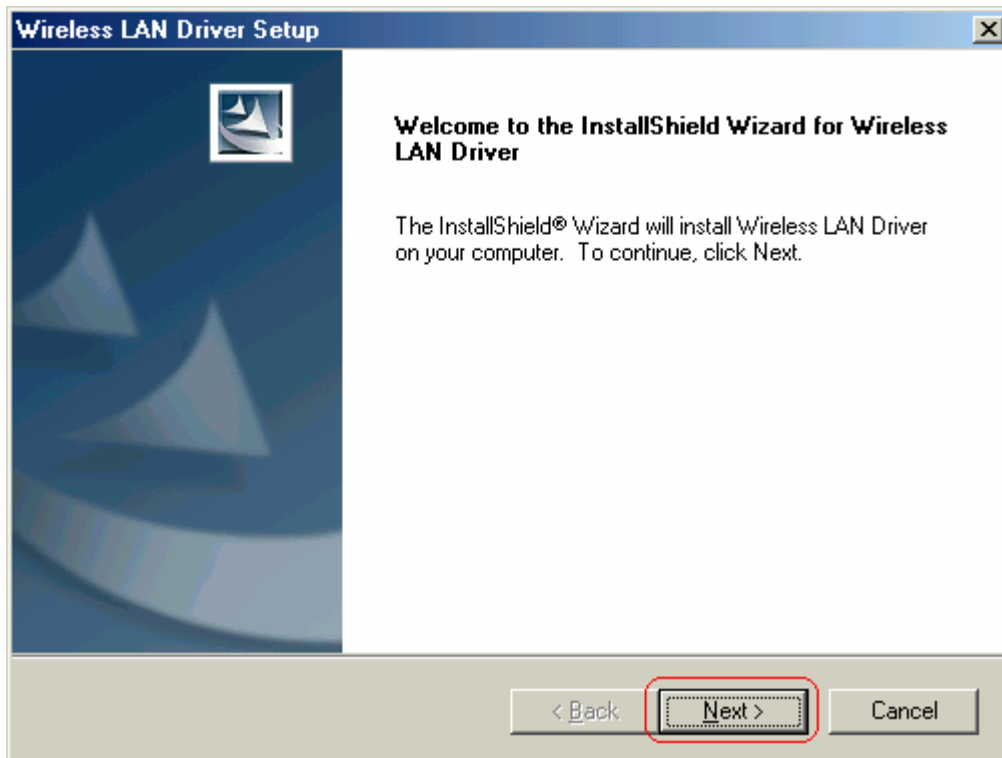 Wireless LAN Driver Setup
Welcome to the InstallShield Wizard for Wireless
LAN Driver
The InstallShield® Wizard will install Wireless LAN Driver
on your computer.  To continue, click Next.
< Back
Next >
Cancel